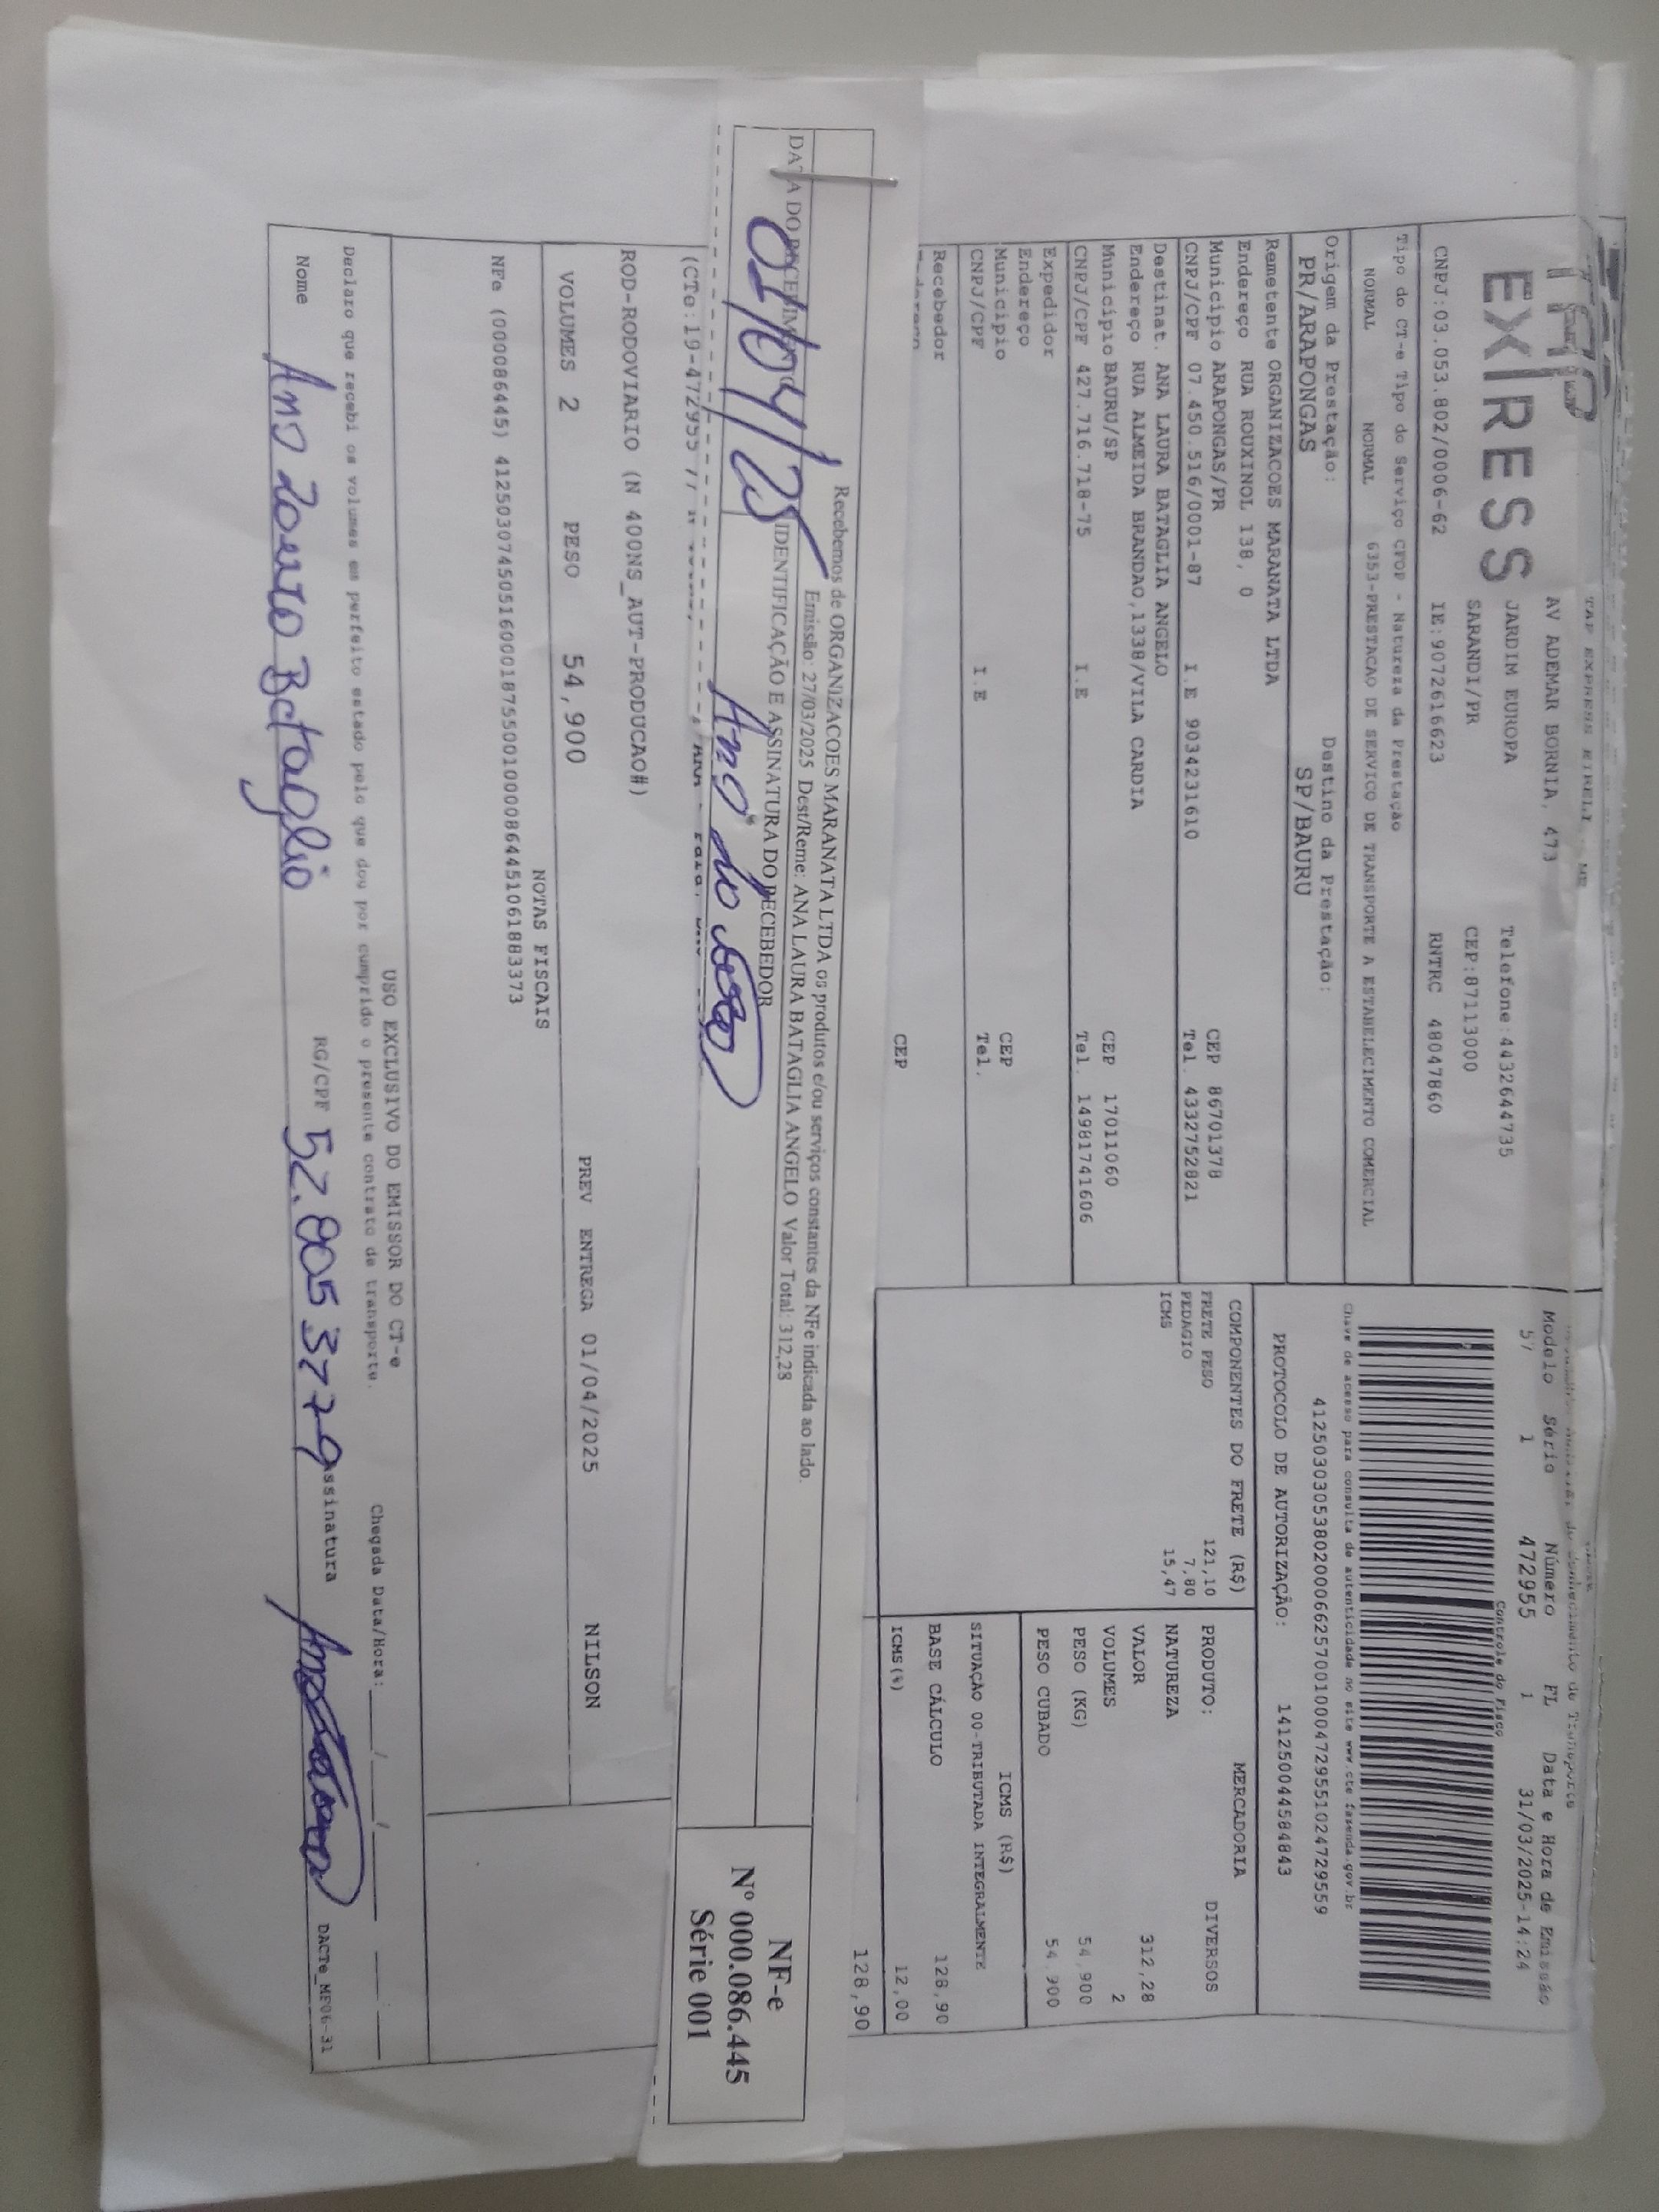 TAP EXPRESS EIRELI - ME
AV ADEMAR BORNIA, 473
EXPRESS
JARDIM EUROPA
Telefone:4432644735
SARANDI/PR
CEP:87113000
CNPJ:03.053.802/0006-62 IE:9072616623 RNTRC 48047860
Tipo do CT-e Tipo do Serviço CFOP - Natureza da Prestação
NORMAL NORMAL 6353-PRESTACAO DE SERVICO DE TRANSPORTE A ESTABELECIMENTO COMERCIAL
Origem da Prestação: Destino da Prestação:
PR/ARAPONGAS SP/BAURU
Remetente ORGANIZACOES MARANATA LTDA
Endereço RUA ROUXINOL 138, 0
Município ARAPONGAS/PR CEP 86701378
CNPJ/CPF 07.450.516/0001-87 I.E 9034231610 Tel. 4332752821
Destinat. ANA LAURA BATAGLIA ANGELO
Endereço RUA ALMEIDA BRANDAO,1338/VILA CARDIA
Município BAURU/SP CEP 17011060
CNPJ/CPF 427.716.718-75 I.E Tel. 14981741606
Expedidor
Endereço
Município CEP
CNPJ/CPF I.E Tel.
Recebedor
CEP
Modelo Série Número FL Data e Hora de Emissão
57 1 472955 1 31/03/2025-14:24
Controle do Fisco
Chave de acesso para consulta de autenticidade no site www.cte.fazenda.gov.br
41250303053802000662570010004729551024729559
PROTOCOLO DE AUTORIZAÇÃO: 141250044584843
COMPONENTES DO FRETE (R$)
FRETE PESO 121,10
PEDAGIO 7,80
ICMS 15,47
MERCADORIA
PRODUTO: DIVERSOS
NATUREZA
VALOR 312,28
VOLUMES 2
PESO (KG) 54,900
PESO CUBADO 54,900
ICMS (R$)
SITUAÇÃO 00-TRIBUTADA INTEGRALMENTE
BASE CÁLCULO 128,90
ICMS(%) 12,00
128,90
Recebemos de ORGANIZACOES MARANATA LTDA os produtos e/ou serviços constantes da NFe indicada ao lado.
Emissão: 27/03/2025 Dest/Reme: ANA LAURA BATAGLIA ANGELO Valor Total: 312,28
DATA DO RECEBIMENTO IDENTIFICAÇÃO E ASSINATURA DO RECEBEDOR
01/04/25
NF-e
Nº 000.086.445
Série 001
ROD-RODOVIARIO (N 400NS_AUT-PRODUCAO#)
VOLUMES 2 PESO 54,900 PREV ENTREGA 01/04/2025 NILSON
NOTAS FISCAIS
NFe (000086445) 41250307450516000187550010000864451061883373
USO EXCLUSIVO DO EMISSOR DO CT-e
Declaro que recebi os volumes em perfeito estado pelo que dou por cumprido o presente contrato de transporte. Chegada Data/Hora:___/___/___ __:__
Nome Ana Laura Bataglia RG/CPF 52.805 377-9 Assinatura
DACTe_MF06-31